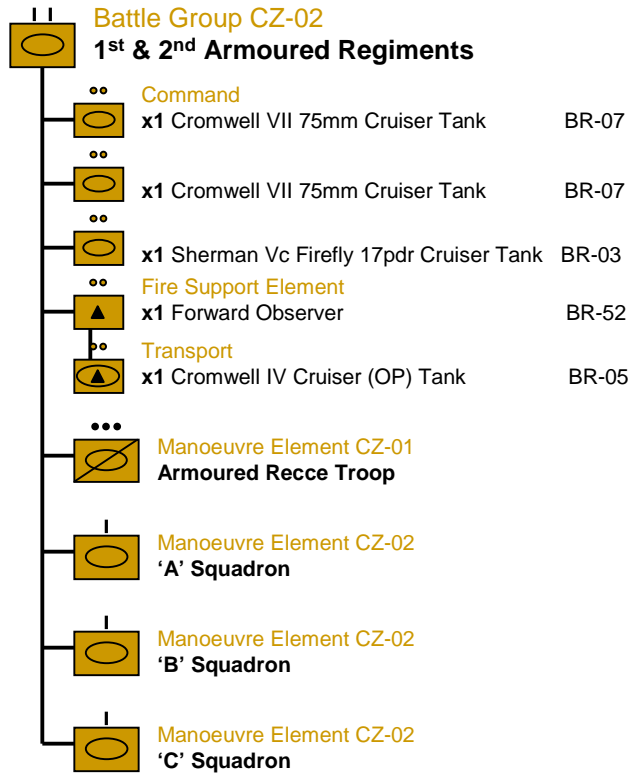 Battle Group CZ-02
1st & 2nd Armoured Regiments
Command
x1 Cromwell VII 75mm Cruiser Tank BR-07
x1 Cromwell VII 75mm Cruiser Tank BR-07
x1 Sherman Vc Firefly 17pdr Cruiser Tank BR-03
Fire Support Element
x1 Forward Observer BR-52
Transport
x1 Cromwell IV Cruiser (OP) Tank BR-05
Manoeuvre Element CZ-01
Armoured Recce Troop
Manoeuvre Element CZ-02
‘A’ Squadron
Manoeuvre Element CZ-02
‘B’ Squadron
Manoeuvre Element CZ-02
‘C’ Squadron